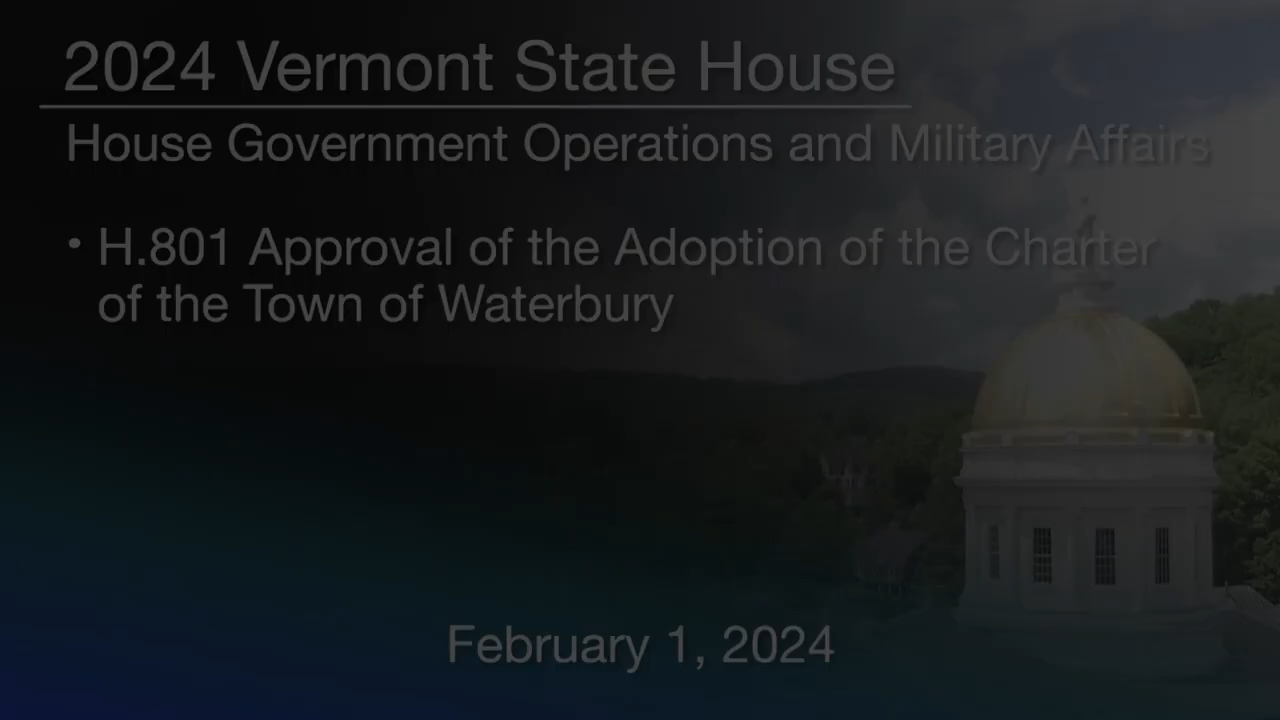 2024 Vermont State House
House Government Operations and Military Affairs
• H.801 Approval of the Adoption of the Charter
of the Town of Waterbury
February 1, 2024